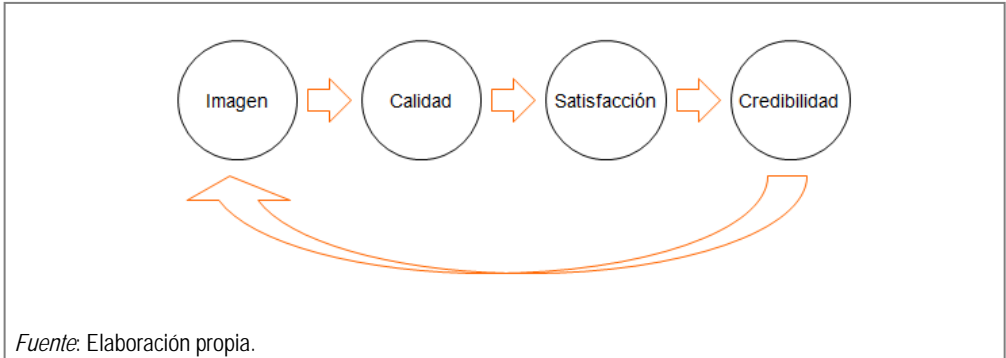 Imagen
Calidad
Satisfacción
Credibilidad
Fuente: Elaboración propia.